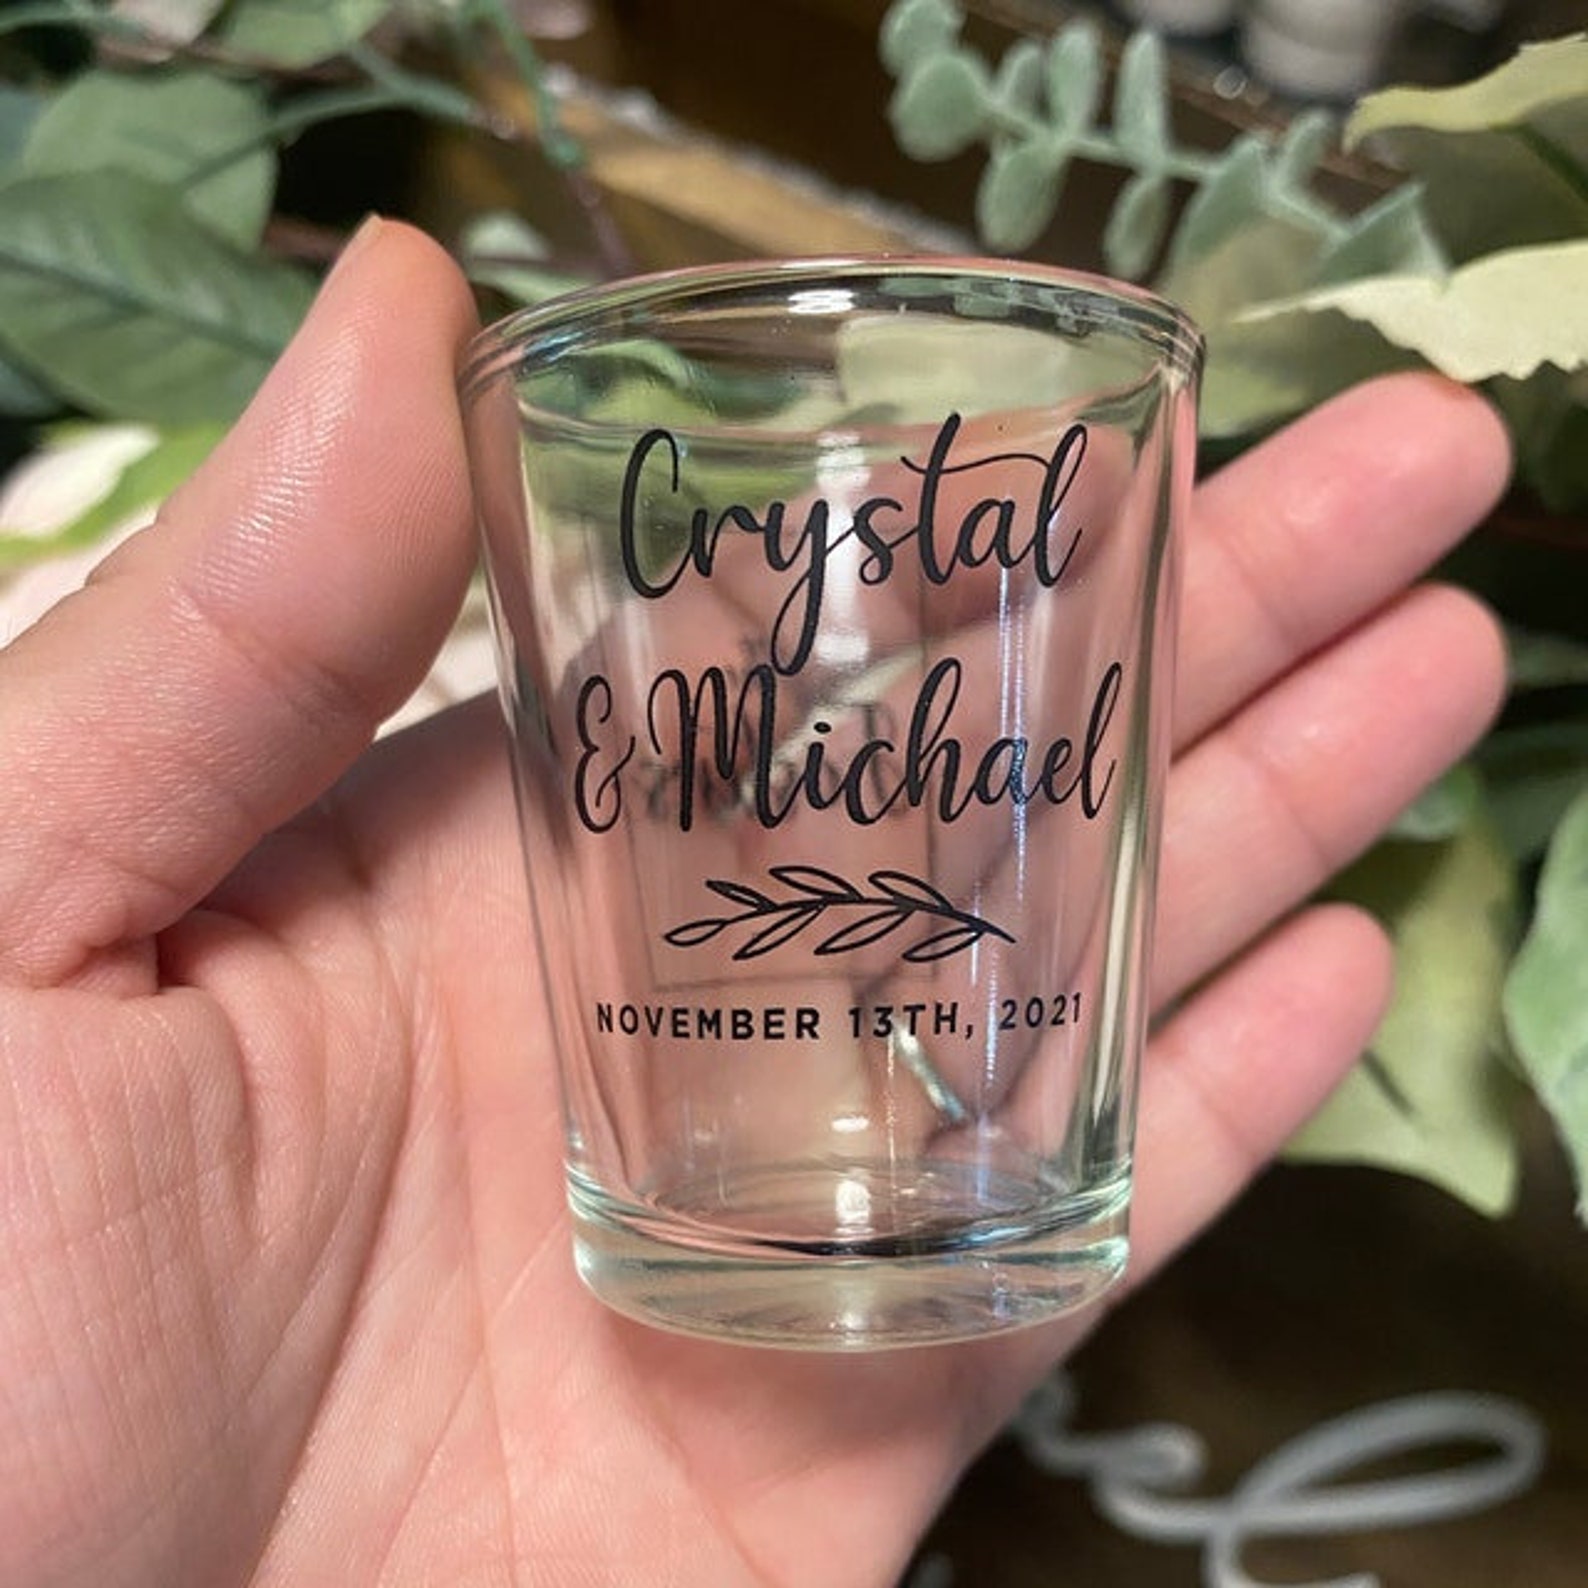 Crystal
& Michael
NOVEMBER 13TH, 2021